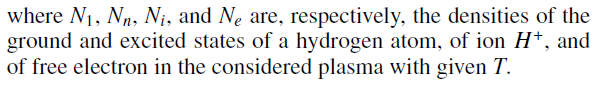 where N₁, Nₙ, Nᵢ, and Nₑ are, respectively, the densities of the
ground and excited states of a hydrogen atom, of ion H⁺, and
of free electron in the considered plasma with given T.